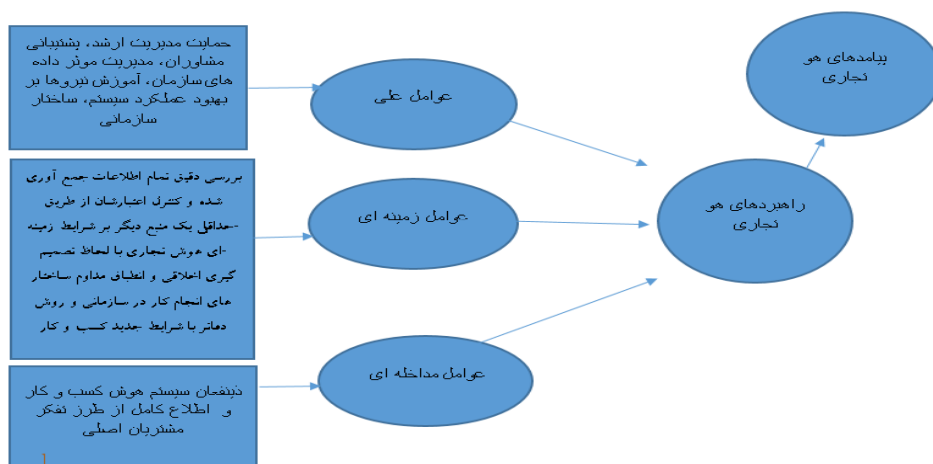 حمایت مدیریت ارشد، پشتیبانی
مشاوران، مدیریت موثر داده
های سازمان، آموزش نیروها بر
بهبود عملکرد سیستم، ساختار
سازمانی
عوامل علی
پیامدهای هو
تجاری
بررسی دقیق تمام اطلاعات جمع آوری
شده و کنترل اعتبارشان از طریق
-حداقل یک منبع دیگر بر شرایط زمینه
-ای هوش تجاری با لحاظ تصمیم
گیری اخلاقی و انطباق مداوم ساختار
های انجام کار در سازمانی و روش
دفاتر با شرایط جدید کسب و کار
عوامل زمینه ای
راهبردهای هو
تجاری
عوامل مداخله ای
ذینفعان سیستم هوش کسب و کار
و اطلاع کامل از طرز تفکر
مشتریان اصلی
1